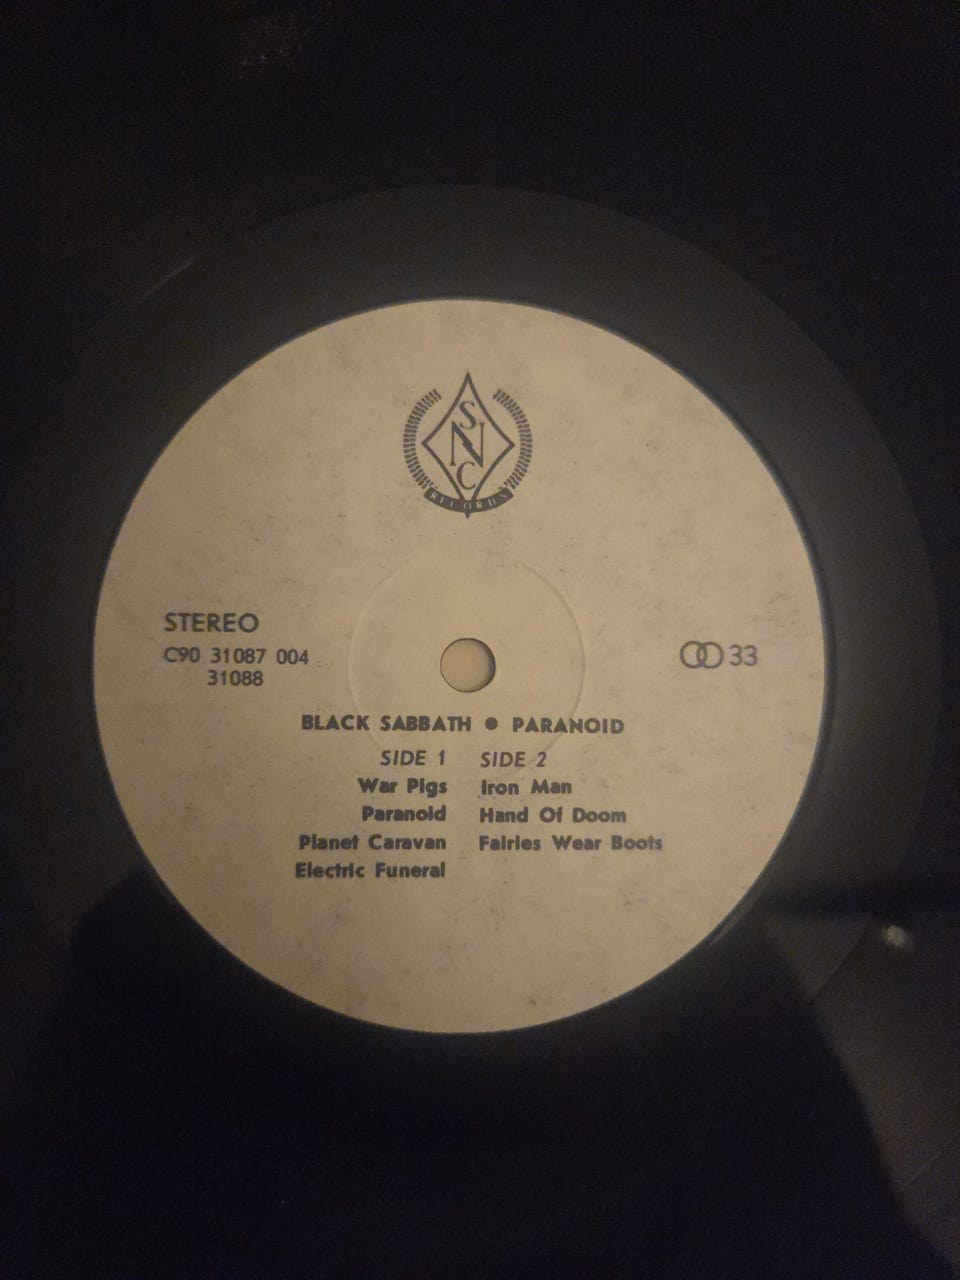 SNC
RECORDS
STEREO
C90 31087 004
31088
33
BLACK SABBATH ● PARANOID
SIDE 1 SIDE 2
War Pigs Iron Man
Paranoid Hand Of Doom
Planet Caravan Fairies Wear Boots
Electric Funeral